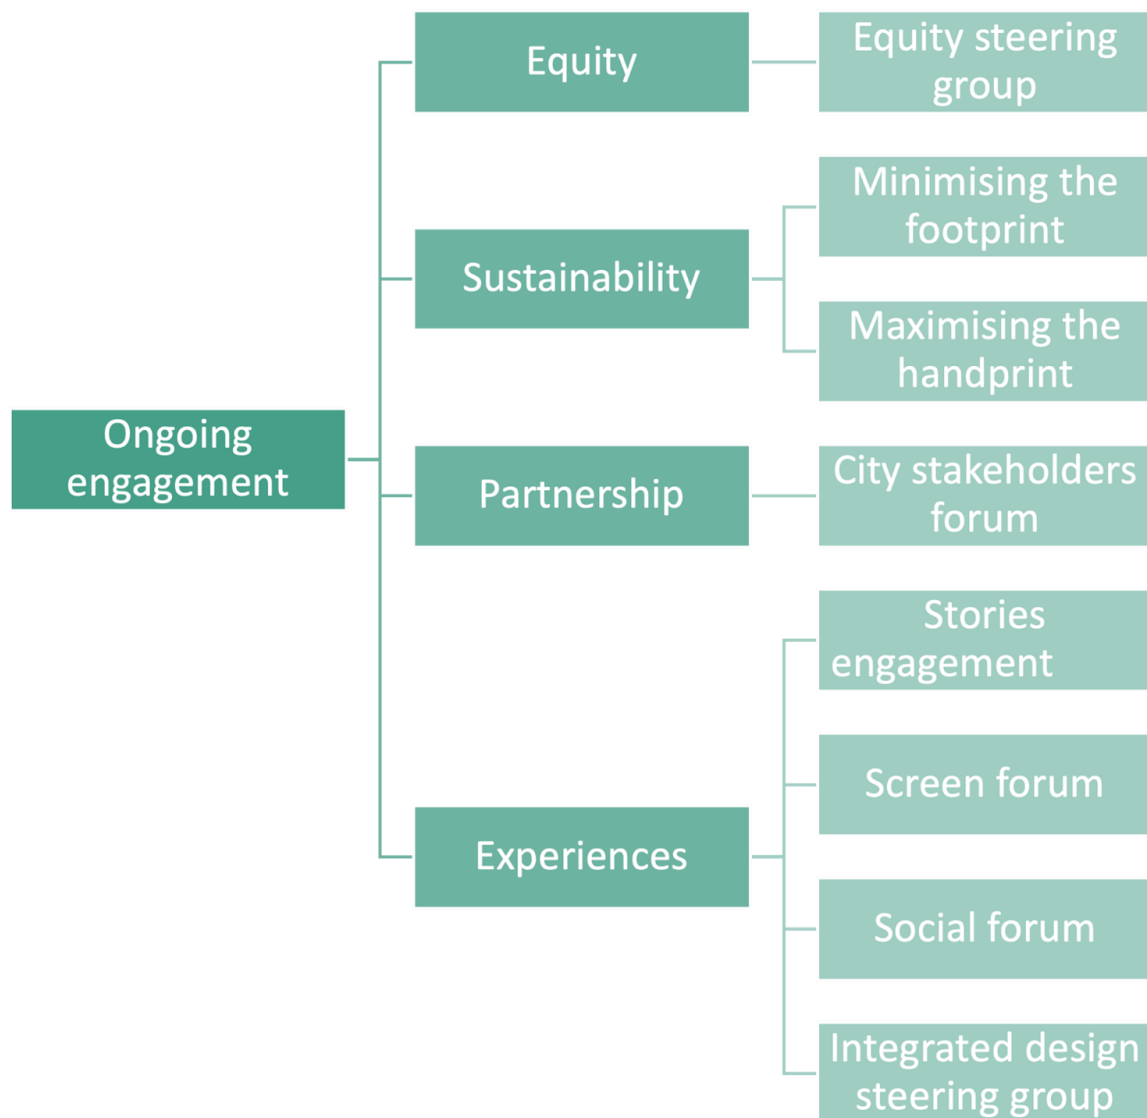 Ongoing
engagement
Equity
Equity steering
group
Sustainability
Minimising the
footprint
Maximising the
handprint
Partnership
City stakeholders
forum
Experiences
Stories
engagement
Screen forum
Social forum
Integrated design
steering group